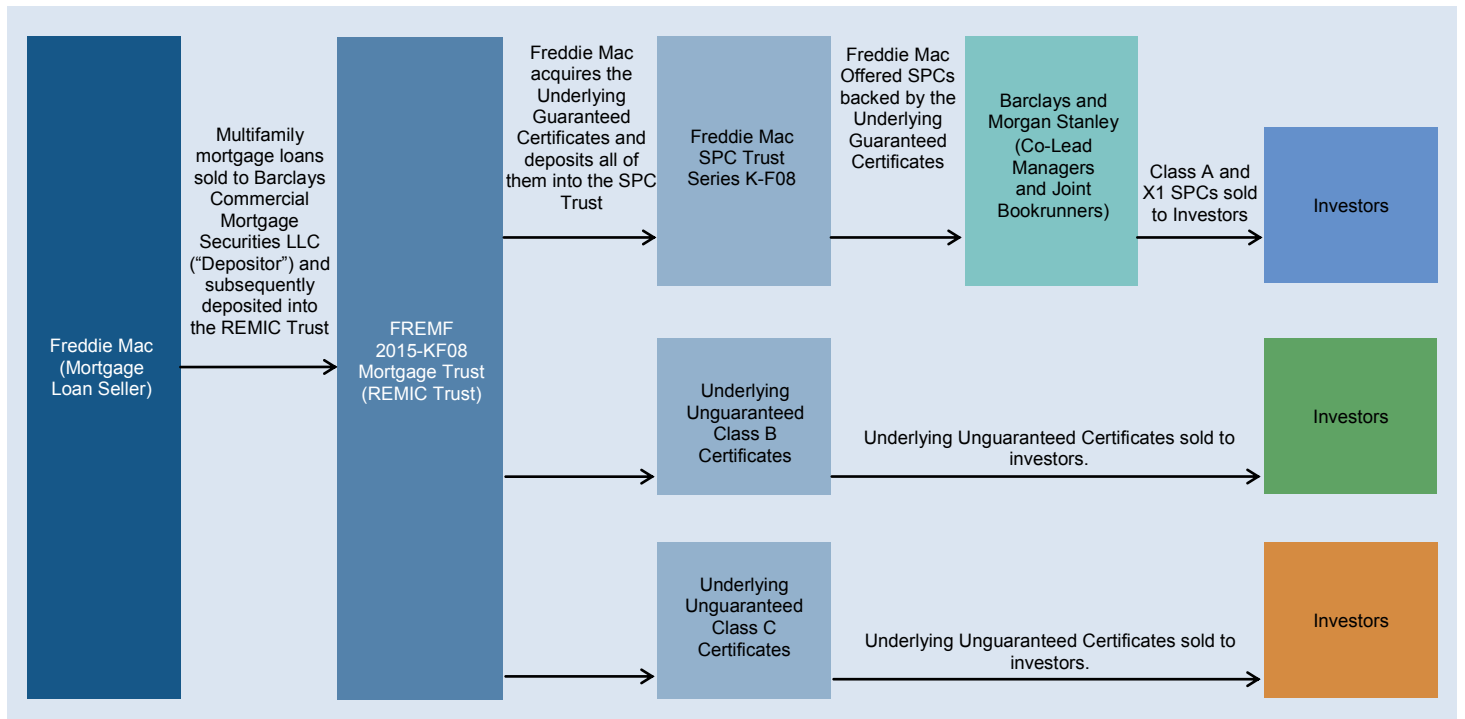 Freddie Mac
(Mortgage
Loan Seller)
Multifamily
mortgage loans
sold to Barclays
Commercial
Mortgage
Securities LLC
(“Depositor”) and
subsequently
deposited into
the REMIC Trust
FREMF
2015-KF08
Mortgage Trust
(REMIC Trust)
Freddie Mac
acquires the
Underlying
Guaranteed
Certificates and
deposits all of
them into the SPC
Trust
Freddie Mac
SPC Trust
Series K-F08
Freddie Mac
Offered SPCs
backed by the
Underlying
Guaranteed
Certificates
Barclays and
Morgan Stanley
(Co-Lead
Managers
and Joint
Bookrunners)
Class A and
X1 SPCs sold
to Investors
Investors
Underlying
Unguaranteed
Class B
Certificates
Underlying Unguaranteed Certificates sold to
investors.
Investors
Underlying
Unguaranteed
Class C
Certificates
Underlying Unguaranteed Certificates sold to
investors.
Investors